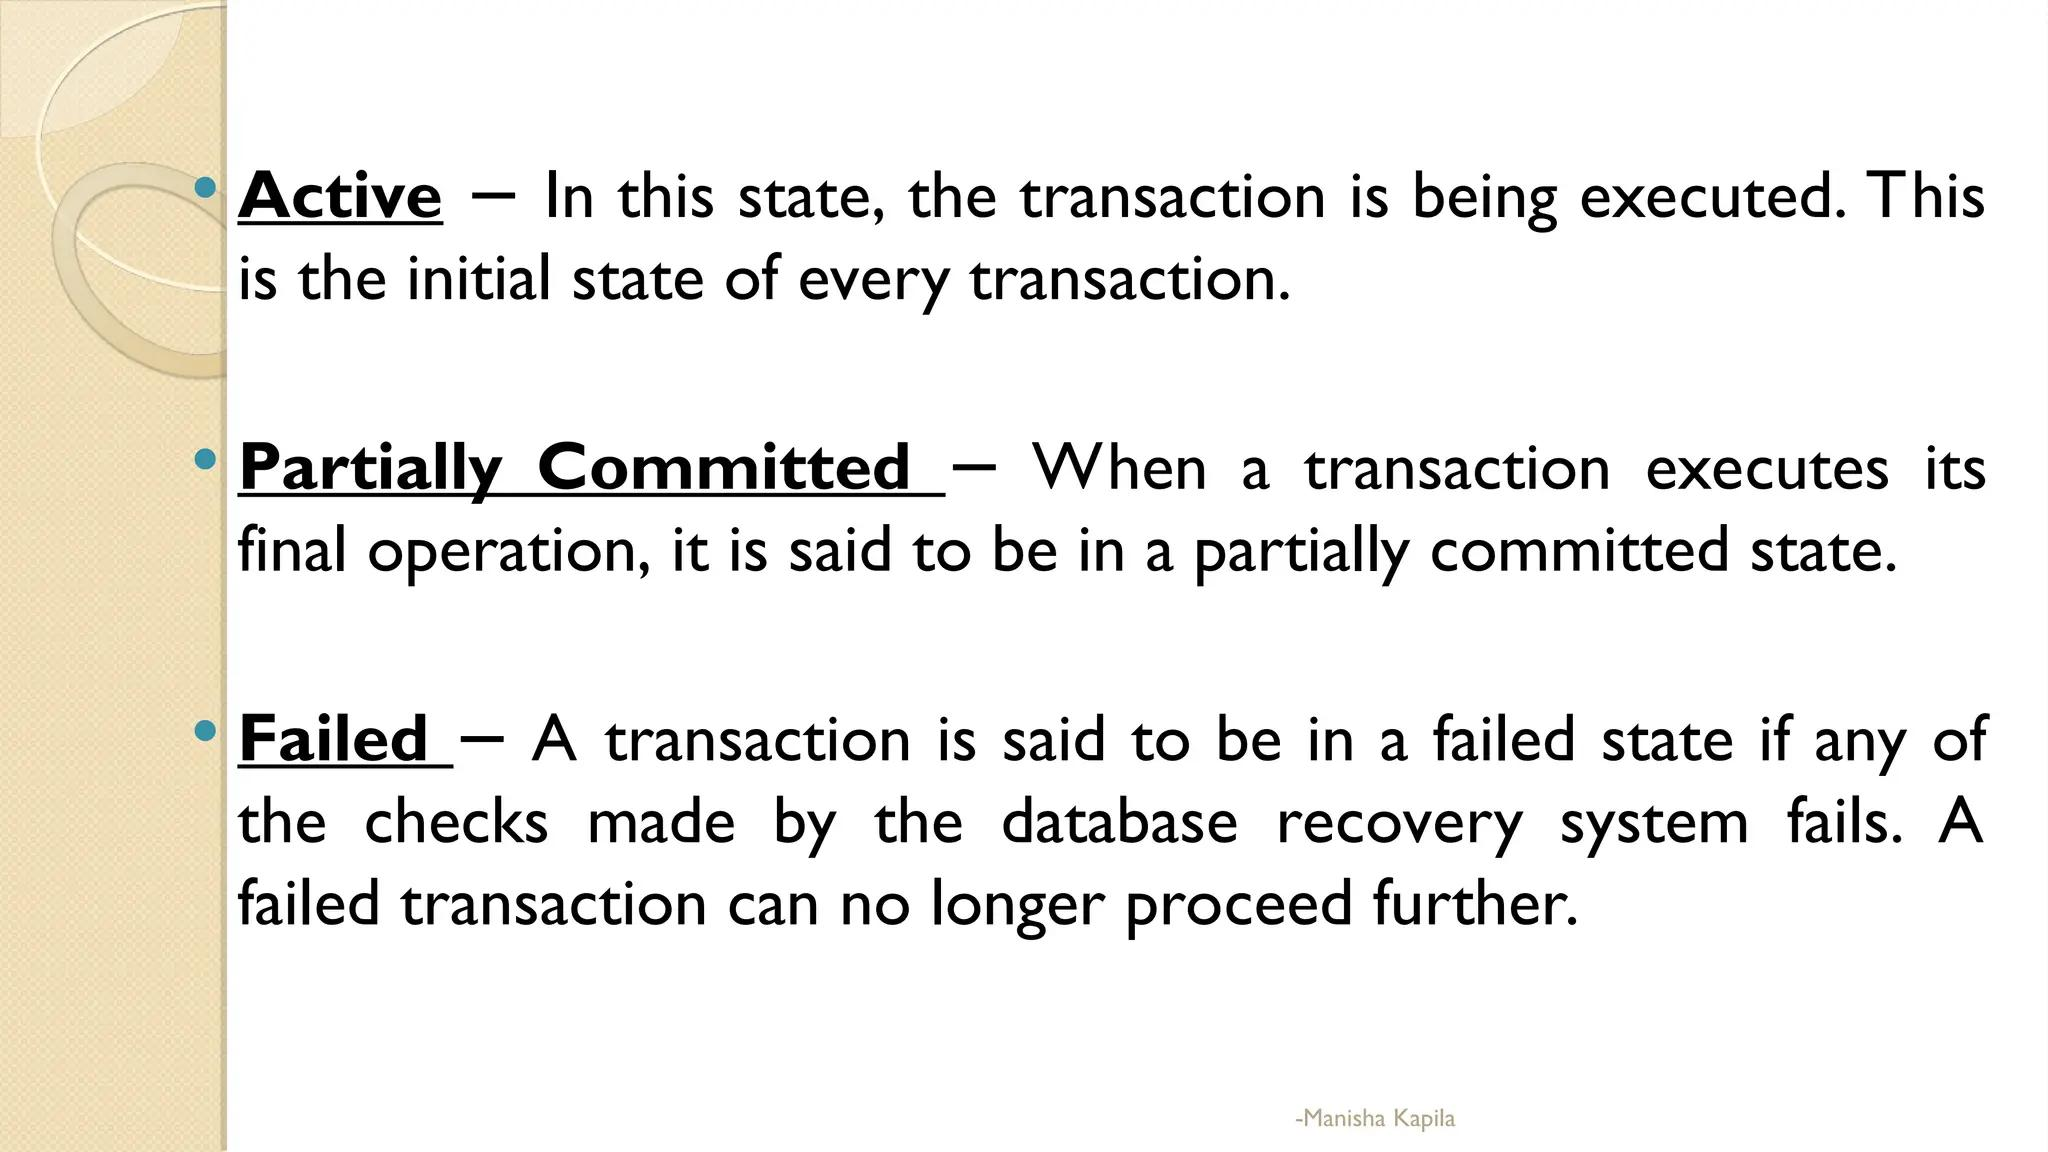 • Active – In this state, the transaction is being executed. This
is the initial state of every transaction.
• Partially Committed – When a transaction executes its
final operation, it is said to be in a partially committed state.
• Failed – A transaction is said to be in a failed state if any of
the checks made by the database recovery system fails. A
failed transaction can no longer proceed further.
-Manisha Kapila